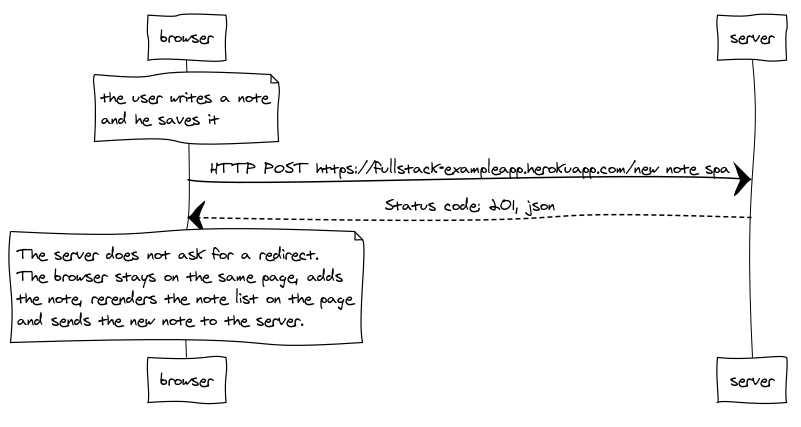 browser
server
the user writes a note
and he saves it
HTTP POST https://fullstack-exampleapp.herokuapp.com/new note spa
Status code: 201, json
The server does not ask for a redirect.
The browser stays on the same page, adds
the note, rerenders the note list on the page
and sends the new note to the server.
browser
server